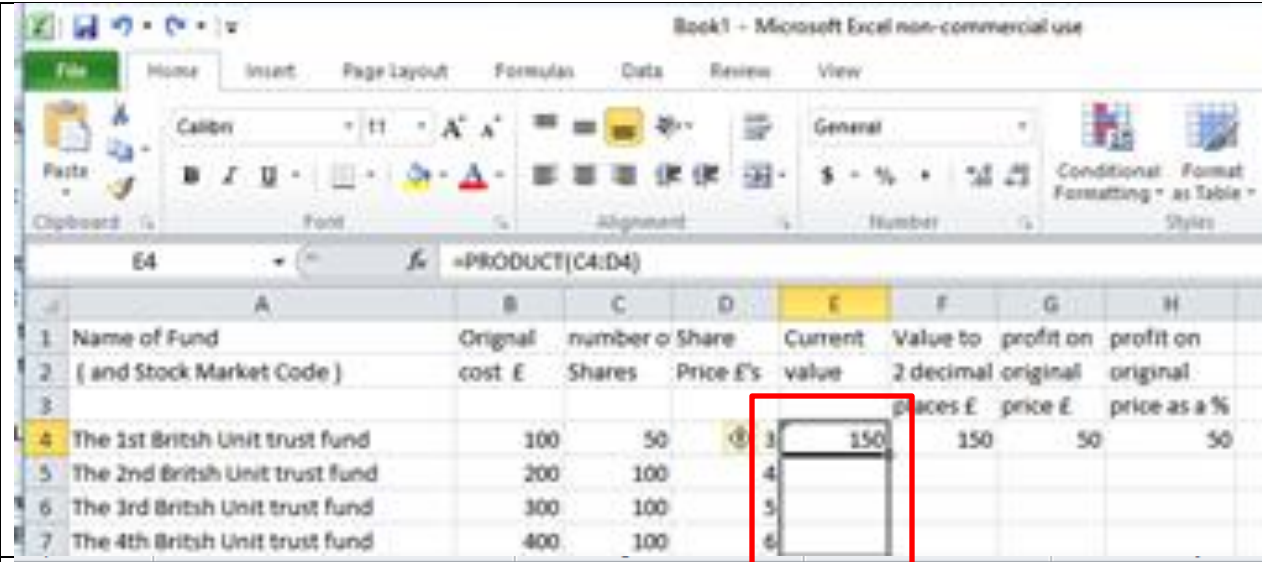 Book1 - Microsoft Excel non-commercial use
File Home Insert Page Layout Formulas Data Review View
Calibri 11 A A General
Paste B I U A $ % Conditional Formatting Format as Table
Clipboard Font Alignment Number Styles
E4 fx =PRODUCT(C4:D4)
A B C D E F G H
1 Name of Fund Orignal number o Share Current Value to profit on profit on
2 ( and Stock Market Code ) cost £ Shares Price £'s value 2 decimal original original
3 places £ price £ price as a %
4 The 1st Britsh Unit trust fund 100 50 3 150 150 50 50
5 The 2nd Britsh Unit trust fund 200 100 4
6 The 3rd Britsh Unit trust fund 300 100 5
7 The 4th Britsh Unit trust fund 400 100 6